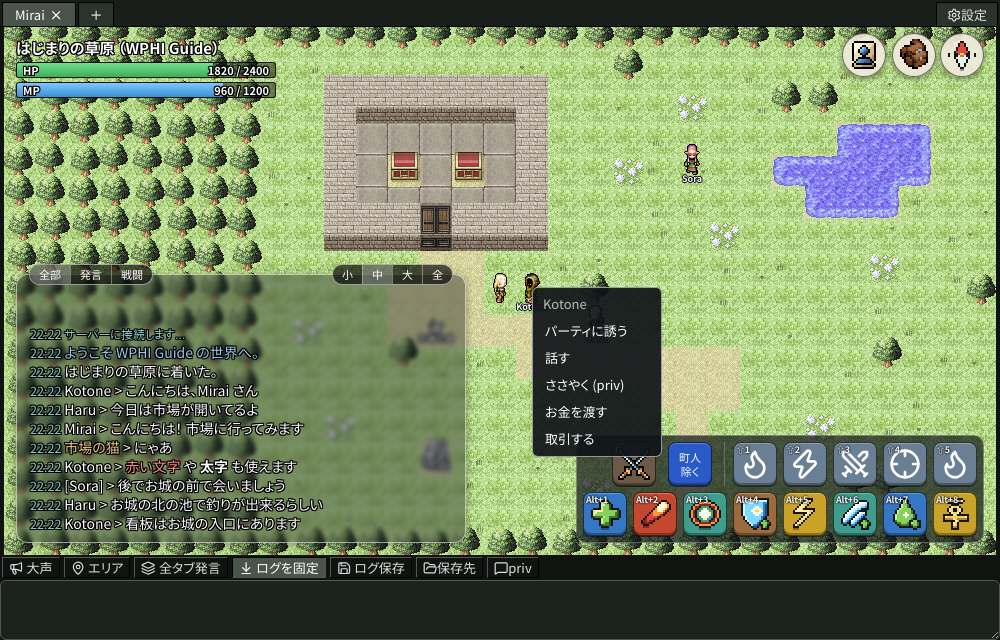 Mirai
設定
はじまりの草原 (WPHI Guide)
HP 1820 / 2400
MP 960 / 1200
Sora
全部 発言 戦闘
小 中 大 全
Kotone
パーティに誘う
話す
ささやく (priv)
お金を渡す
取引する
22:22 サーバーに接続します...
22:22 ようこそ WPHI Guide の世界へ。
22:22 はじまりの草原に着いた。
22:22 Kotone > こんにちは、Mirai さん
22:22 Haru > 今日は市場が開いてるよ
22:22 Mirai > こんにちは! 市場に行ってみます
22:22 市場の猫 > にゃあ
22:22 Kotone > 赤い文字 や 太字 も使えます
22:22 [Sora] > 後でお城の前で会いましょう
22:22 Haru > お城の北の池で釣りが出来るらしい
22:22 Kotone > 看板はお城の入口にあります
町人
除く
⇧1 ⇧2 ⇧3 ⇧4 ⇧5
Alt+1 Alt+2 Alt+3 Alt+4 Alt+5 Alt+6 Alt+7 Alt+8
大声 エリア 全タブ発言 ログを固定 ログ保存 保存先 priv